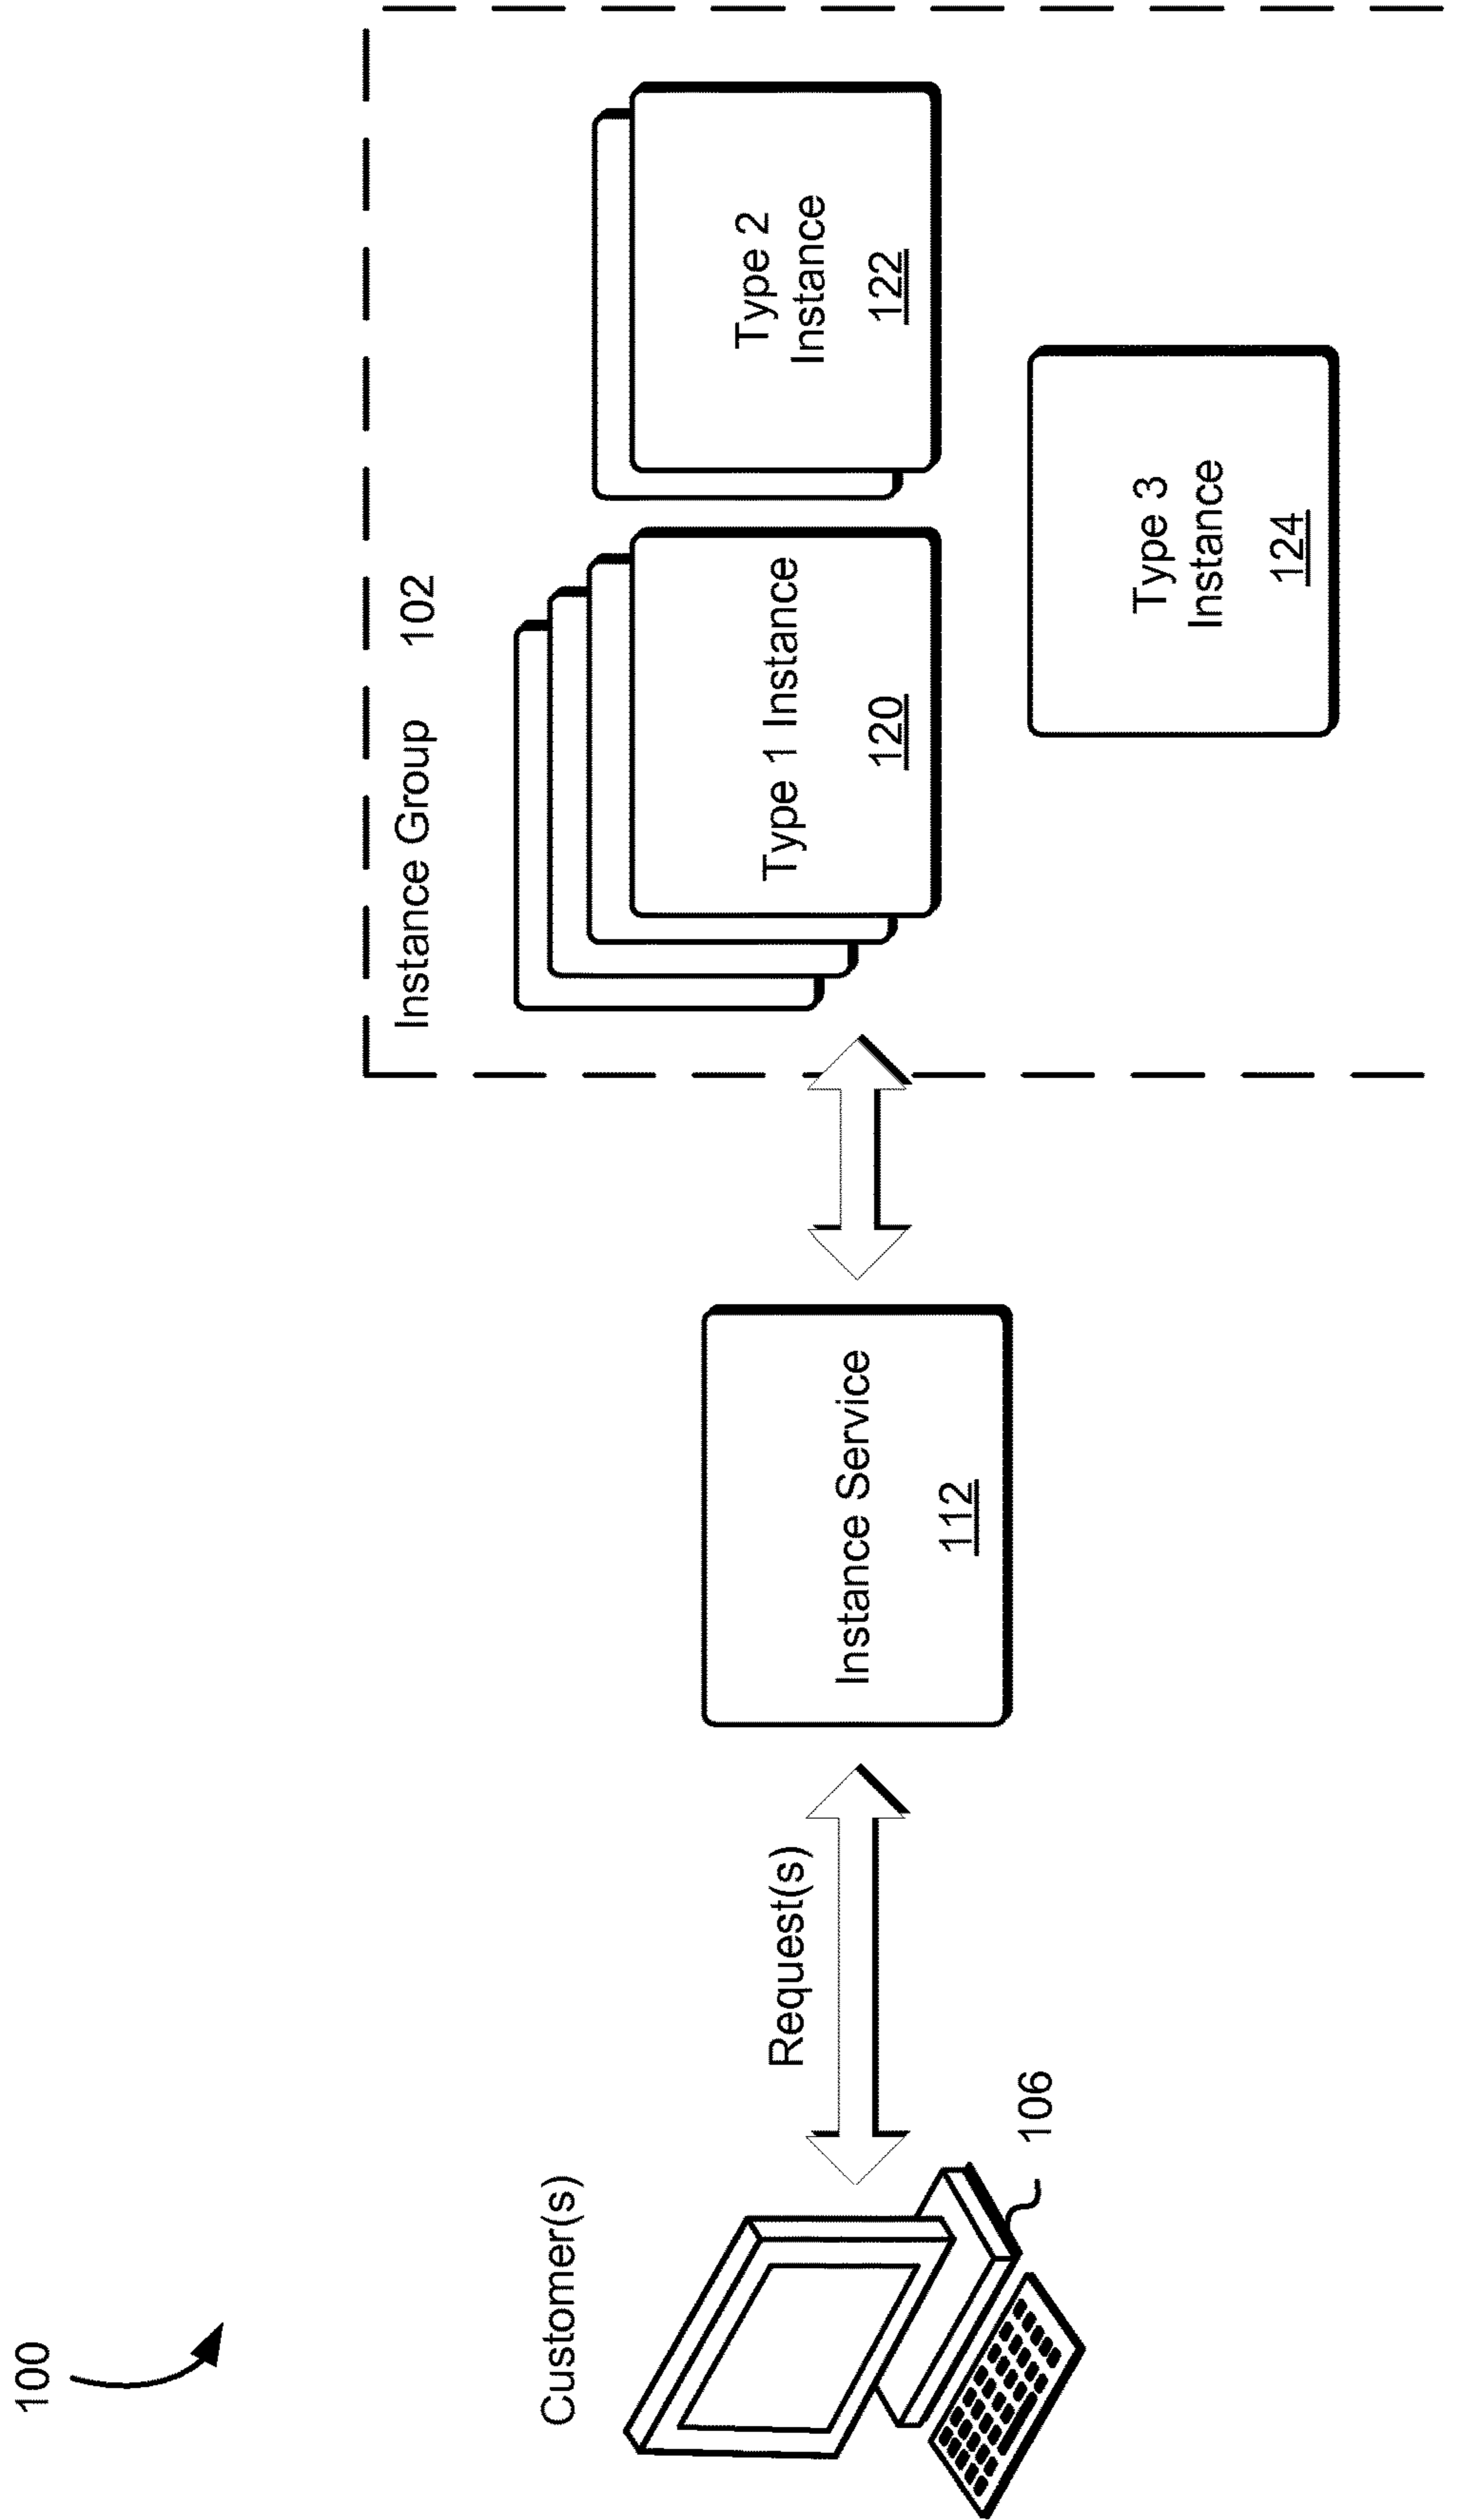 100
Customer(s)
106
Request(s)
Instance Service
112
Instance Group 102
Type 1 Instance
120
Type 2
Instance
122
Type 3
Instance
124